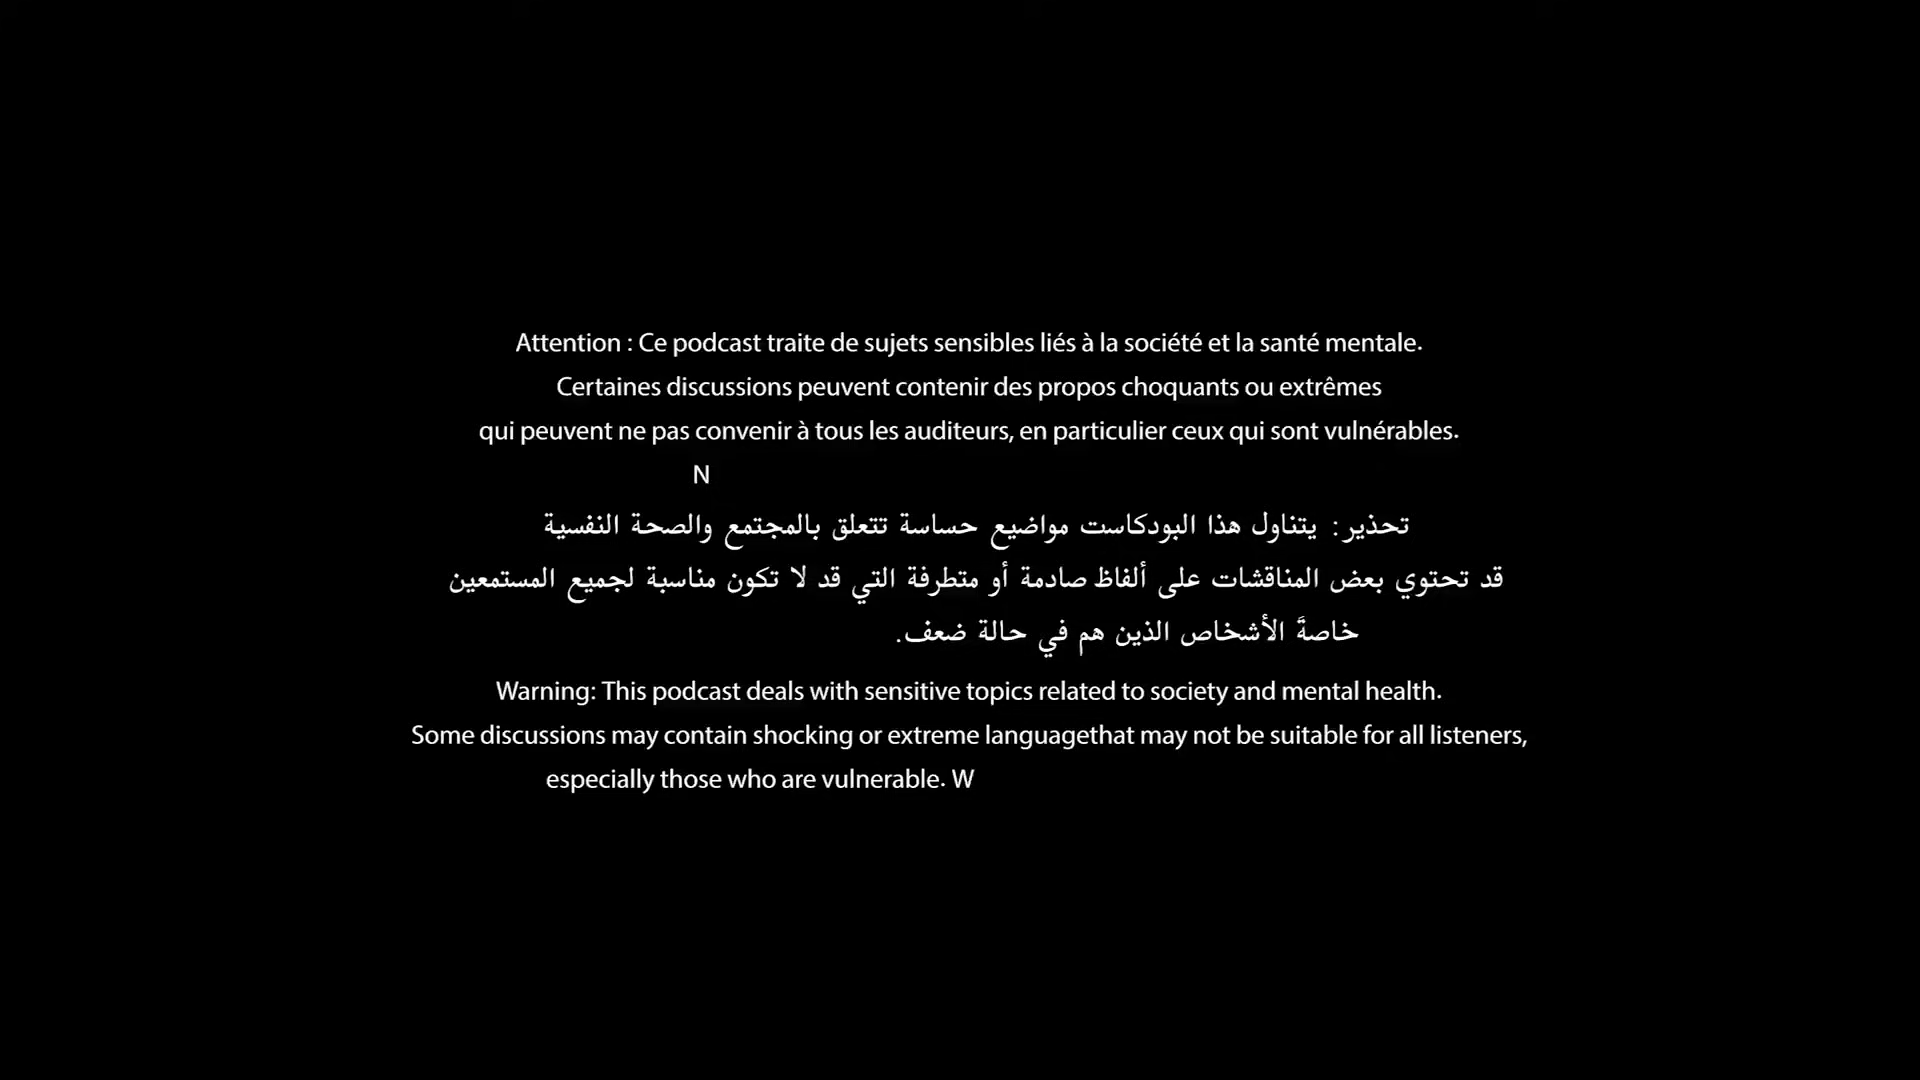 Attention : Ce podcast traite de sujets sensibles liés à la société et la santé mentale.
Certaines discussions peuvent contenir des propos choquants ou extrêmes
qui peuvent ne pas convenir à tous les auditeurs, en particulier ceux qui sont vulnérables.
N
تحذير: يتناول هذا البودكاست مواضيع حساسة تتعلق بالمجتمع والصحة النفسية
قد تحتوي بعض المناقشات على ألفاظ صادمة أو متطرفة التي قد لا تكون مناسبة لجميع المستمعين
خاصةً الأشخاص الذين هم في حالة ضعف.
Warning: This podcast deals with sensitive topics related to society and mental health.
Some discussions may contain shocking or extreme languagethat may not be suitable for all listeners,
especially those who are vulnerable. W